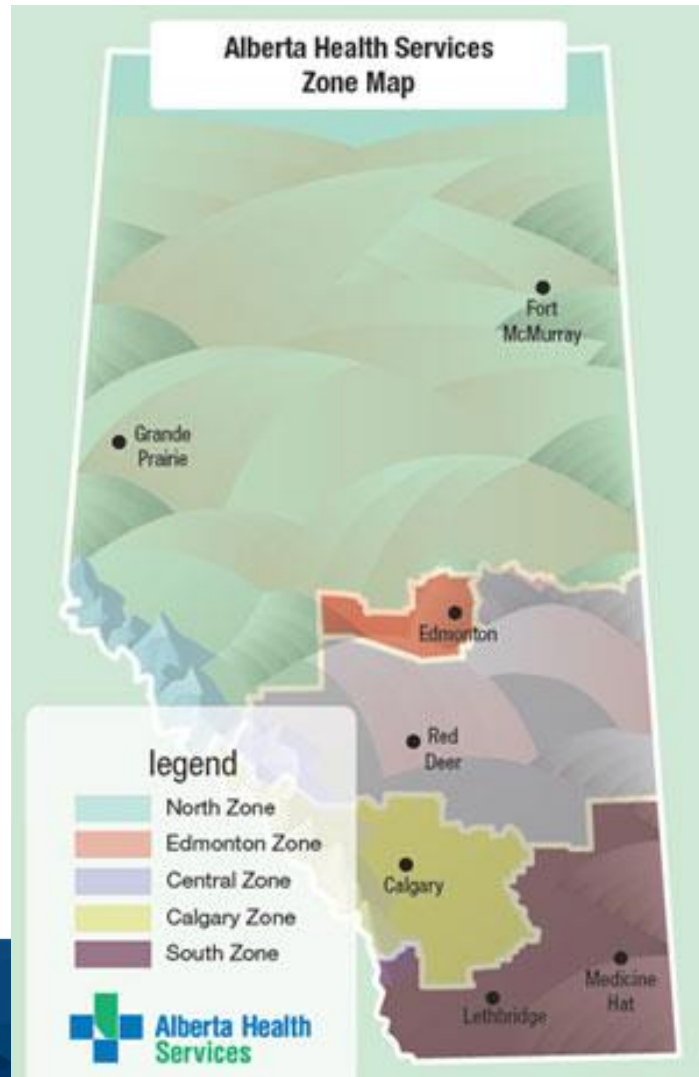 Alberta Health Services
Zone Map
Fort
McMurray
Grande
Prairie
Edmonton
Red
Deer
Calgary
Medicine
Hat
Lethbridge
legend
North Zone
Edmonton Zone
Central Zone
Calgary Zone
South Zone
Alberta Health
Services